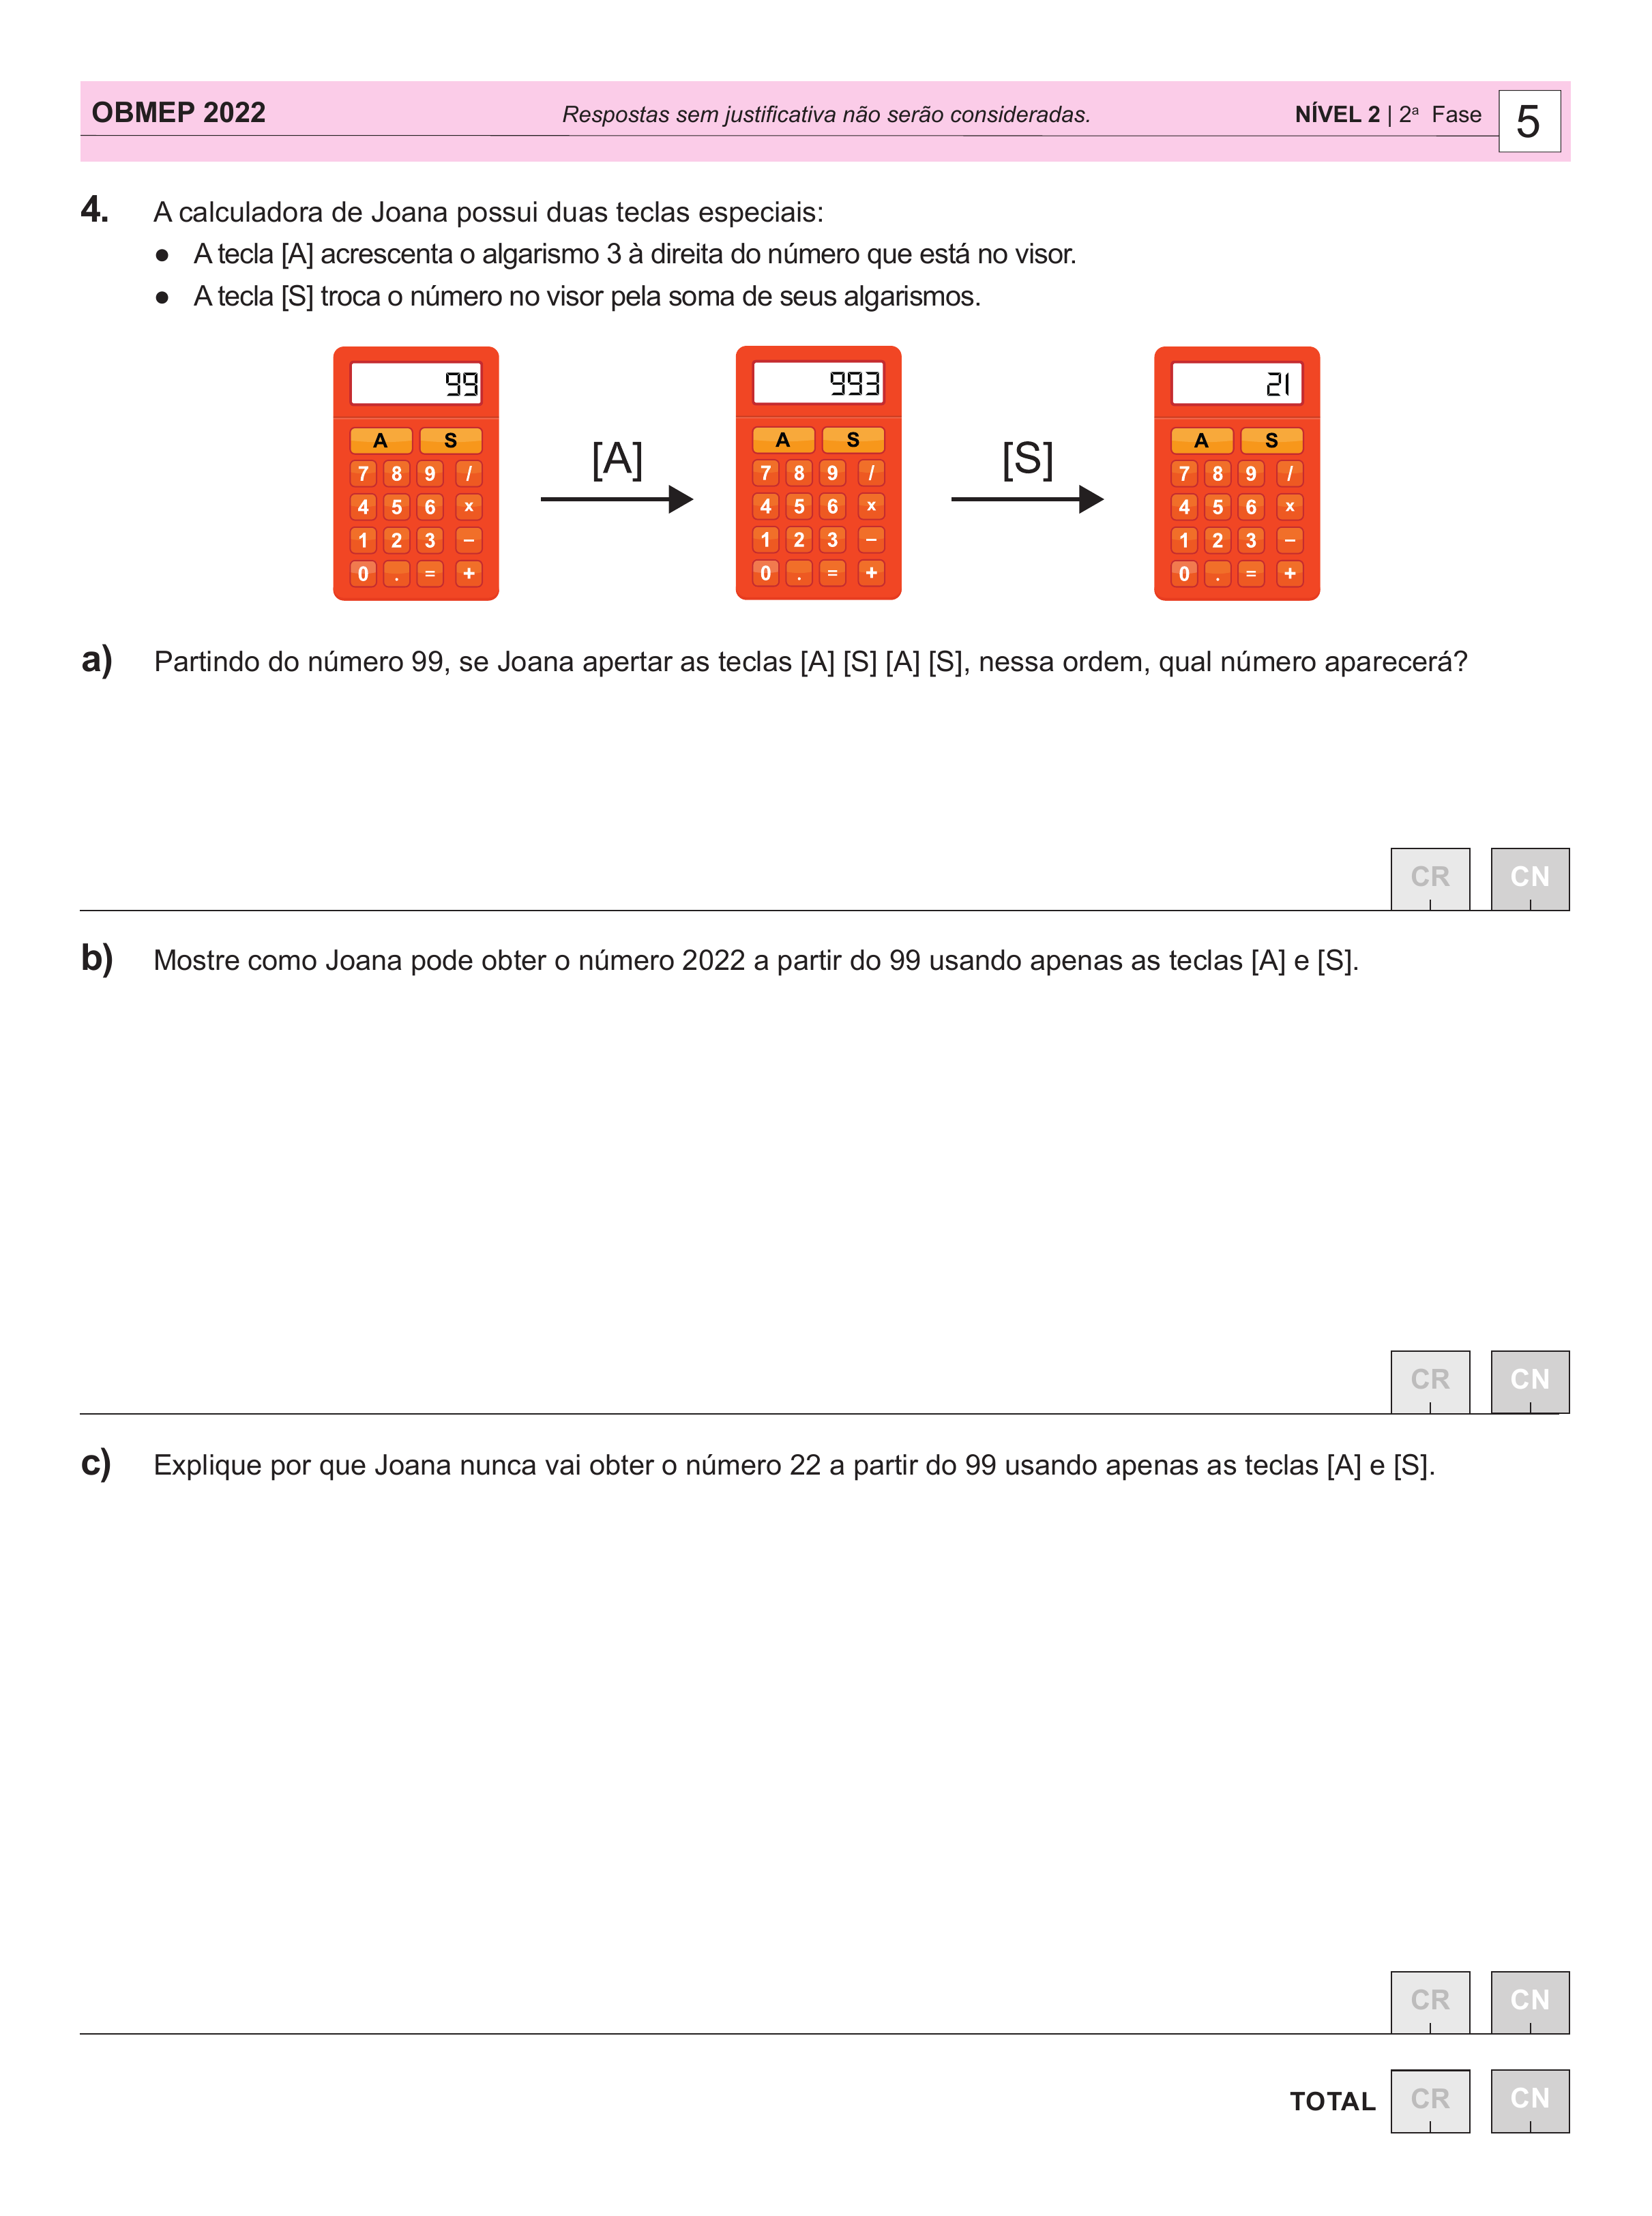 OBMEP 2022 Respostas sem justificativa não serão consideradas. NÍVEL 2 | 2ª Fase 5
4. A calculadora de Joana possui duas teclas especiais:
● A tecla [A] acrescenta o algarismo 3 à direita do número que está no visor.
● A tecla [S] troca o número no visor pela soma de seus algarismos.
99 993 21
A S A S A S
[A] [S]
7 8 9 / 7 8 9 / 7 8 9 /
4 5 6 x 4 5 6 x 4 5 6 x
1 2 3 – 1 2 3 – 1 2 3 –
0 . = + 0 . = + 0 . = +
a) Partindo do número 99, se Joana apertar as teclas [A] [S] [A] [S], nessa ordem, qual número aparecerá?
CR CN
b) Mostre como Joana pode obter o número 2022 a partir do 99 usando apenas as teclas [A] e [S].
CR CN
c) Explique por que Joana nunca vai obter o número 22 a partir do 99 usando apenas as teclas [A] e [S].
CR CN
TOTAL CR CN